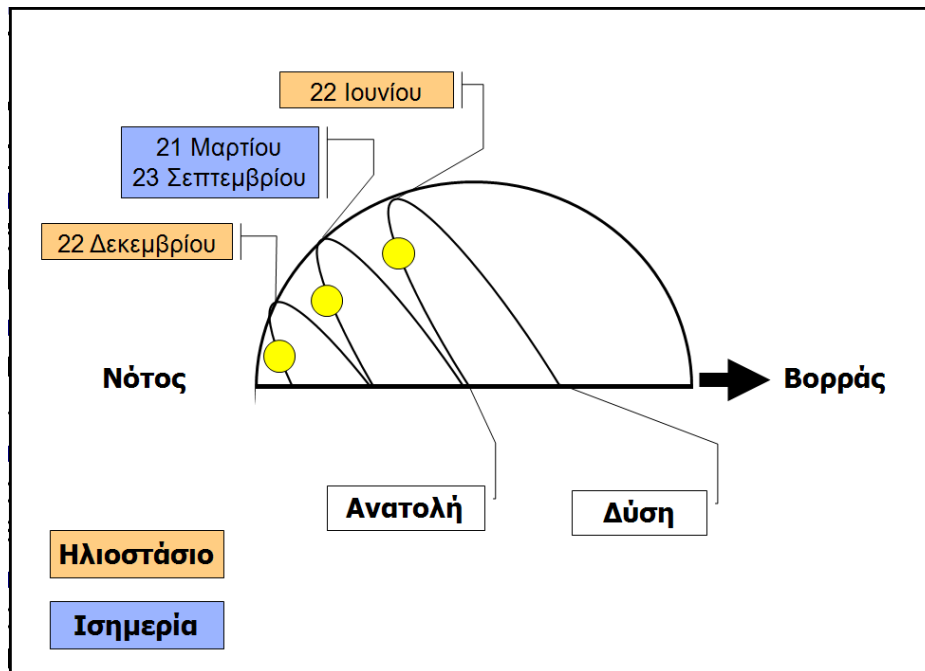 22 Ιουνίου
21 Μαρτίου
23 Σεπτεμβρίου
22 Δεκεμβρίου
Νότος
Βορράς
Ανατολή
Δύση
Ηλιοστάσιο
Ισημερία